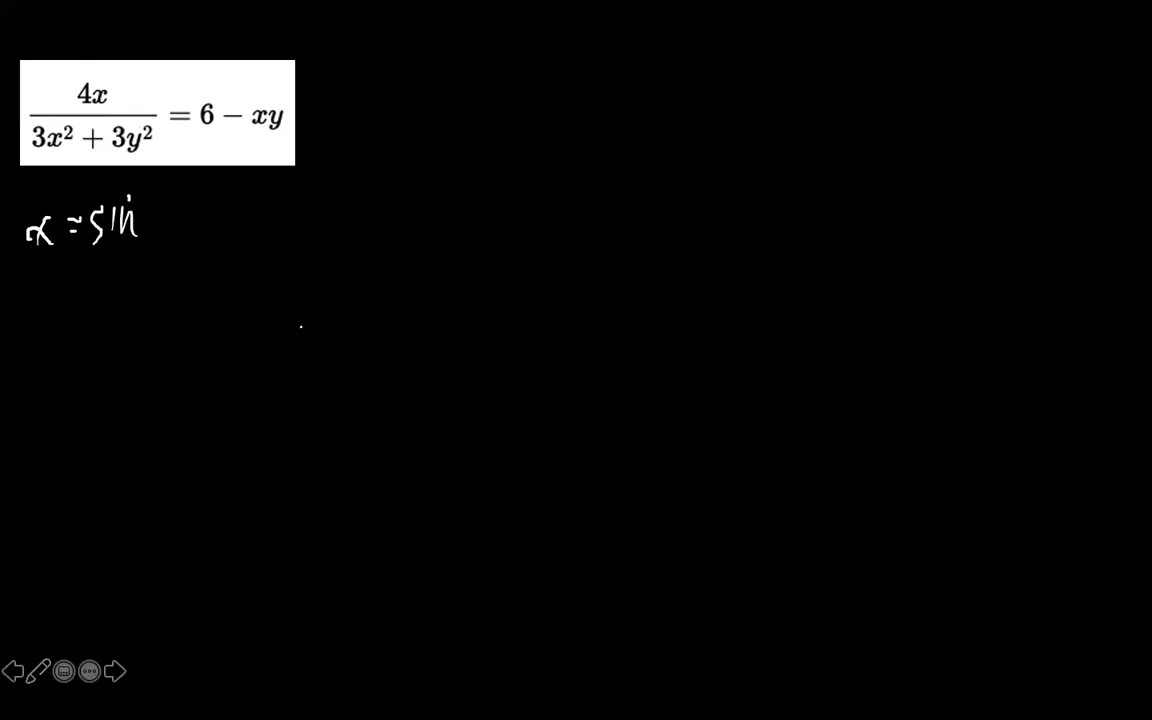 4x / (3x² + 3y²) = 6 − xy
x = sin